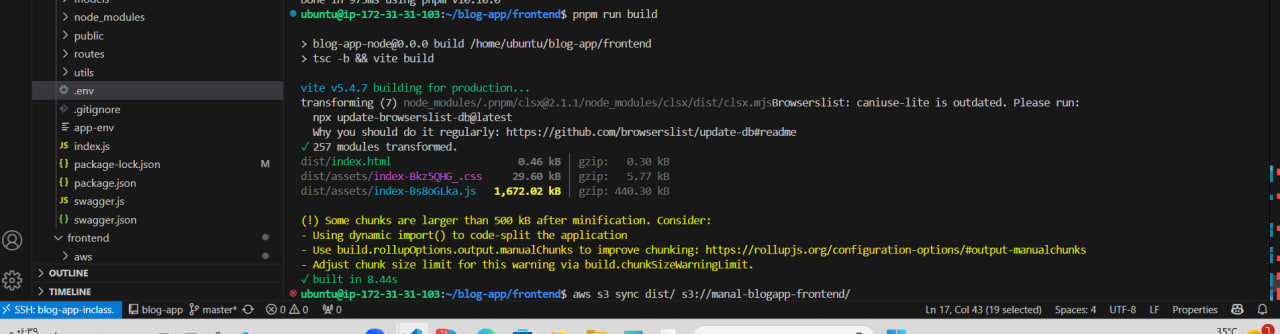 models
node_modules
public
routes
utils
.env
.gitignore
app-env
JS index.js
{} package-lock.json M
{} package.json
JS swagger.js
{} swagger.json
frontend
aws
OUTLINE
TIMELINE
Done in 975ms using pnpm v10.10.0
ubuntu@ip-172-31-31-103:~/blog-app/frontend$ pnpm run build
> blog-app-node@0.0.0 build /home/ubuntu/blog-app/frontend
> tsc -b && vite build
vite v5.4.7 building for production...
transforming (7) node_modules/.pnpm/clsx@2.1.1/node_modules/clsx/dist/clsx.mjsBrowserslist: caniuse-lite is outdated. Please run:
npx update-browserslist-db@latest
Why you should do it regularly: https://github.com/browserslist/update-db#readme
✓ 257 modules transformed.
dist/index.html 0.46 kB │ gzip: 0.30 kB
dist/assets/index-Bkz5QHG_.css 29.60 kB │ gzip: 5.77 kB
dist/assets/index-Bs8oGLka.js 1,672.02 kB │ gzip: 440.30 kB
(!) Some chunks are larger than 500 kB after minification. Consider:
- Using dynamic import() to code-split the application
- Use build.rollupOptions.output.manualChunks to improve chunking: https://rollupjs.org/configuration-options/#output-manualchunks
- Adjust chunk size limit for this warning via build.chunkSizeWarningLimit.
✓ built in 8.44s
ubuntu@ip-172-31-31-103:~/blog-app/frontend$ aws s3 sync dist/ s3://manal-blogapp-frontend/
SSH: blog-app-inclass. blog-app master* 0 0 0 Ln 17, Col 43 (19 selected) Spaces: 4 UTF-8 LF Properties
35°C